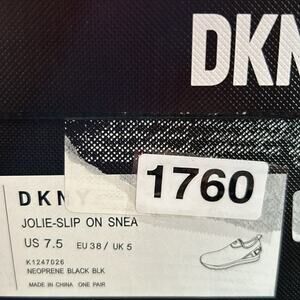 DKN
1760
DKNY
JOLIE-SLIP ON SNEA
US 7.5 EU 38 / UK 5
K1247026
NEOPRENE BLACK BLK
MADE IN CHINA ONE PAIR